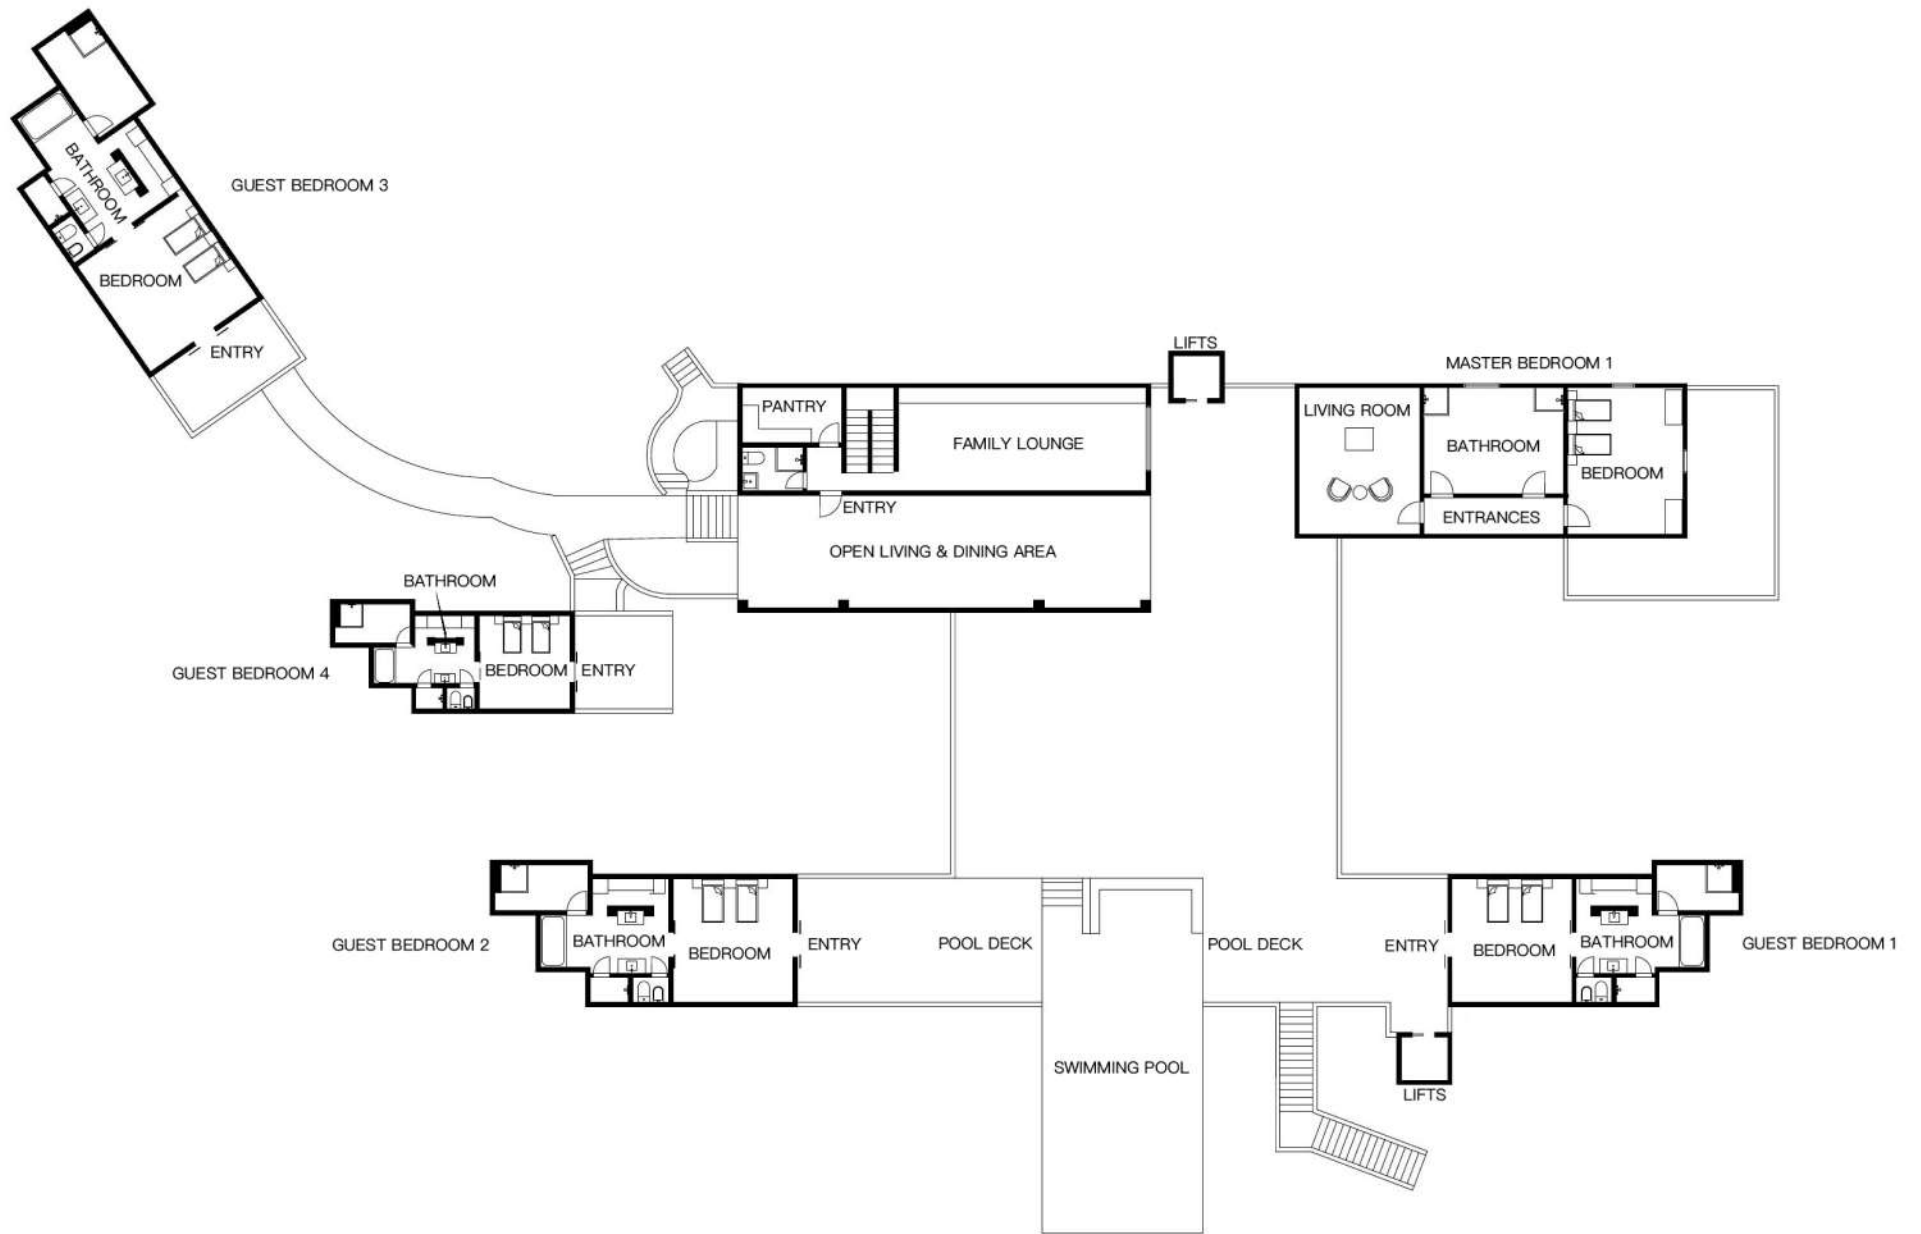 GUEST BEDROOM 3
BATHROOM
BEDROOM
ENTRY
LIFTS
MASTER BEDROOM 1
PANTRY
FAMILY LOUNGE
LIVING ROOM
BATHROOM
BEDROOM
ENTRY
ENTRANCES
OPEN LIVING & DINING AREA
BATHROOM
GUEST BEDROOM 4
BEDROOM
ENTRY
GUEST BEDROOM 2
BATHROOM
BEDROOM
ENTRY
POOL DECK
POOL DECK
ENTRY
BEDROOM
BATHROOM
GUEST BEDROOM 1
SWIMMING POOL
LIFTS